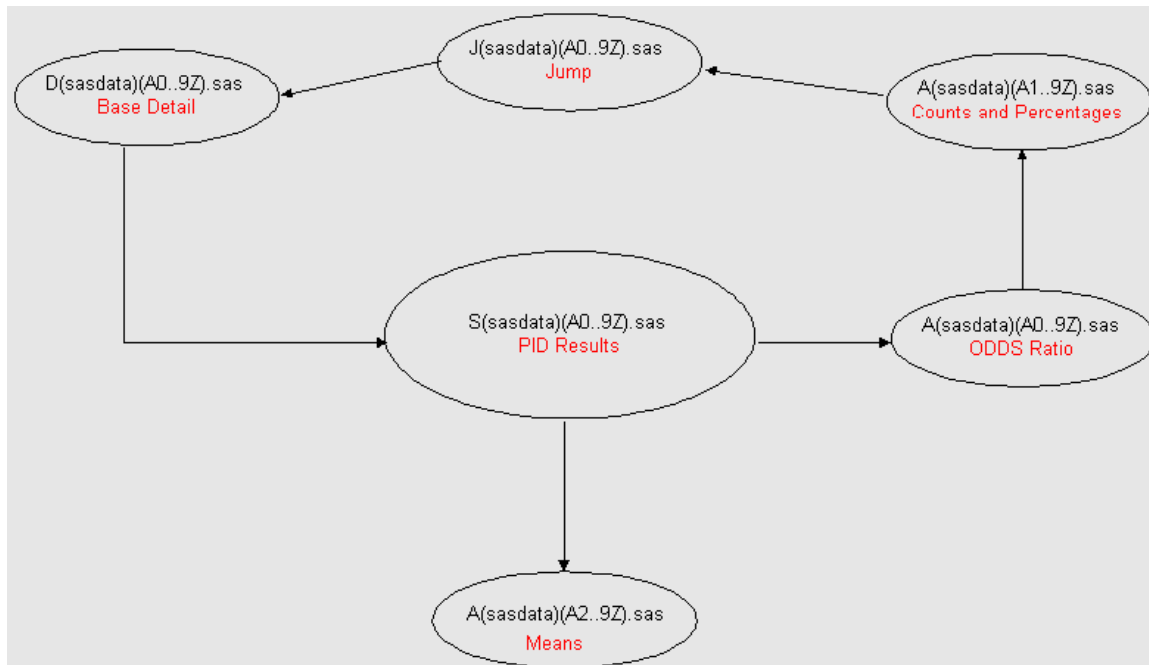 J(sasdata)(A0..9Z).sas
Jump
D(sasdata)(A0..9Z).sas
Base Detail
A(sasdata)(A1..9Z).sas
Counts and Percentages
S(sasdata)(A0..9Z).sas
PID Results
A(sasdata)(A0..9Z).sas
ODDS Ratio
A(sasdata)(A2..9Z).sas
Means